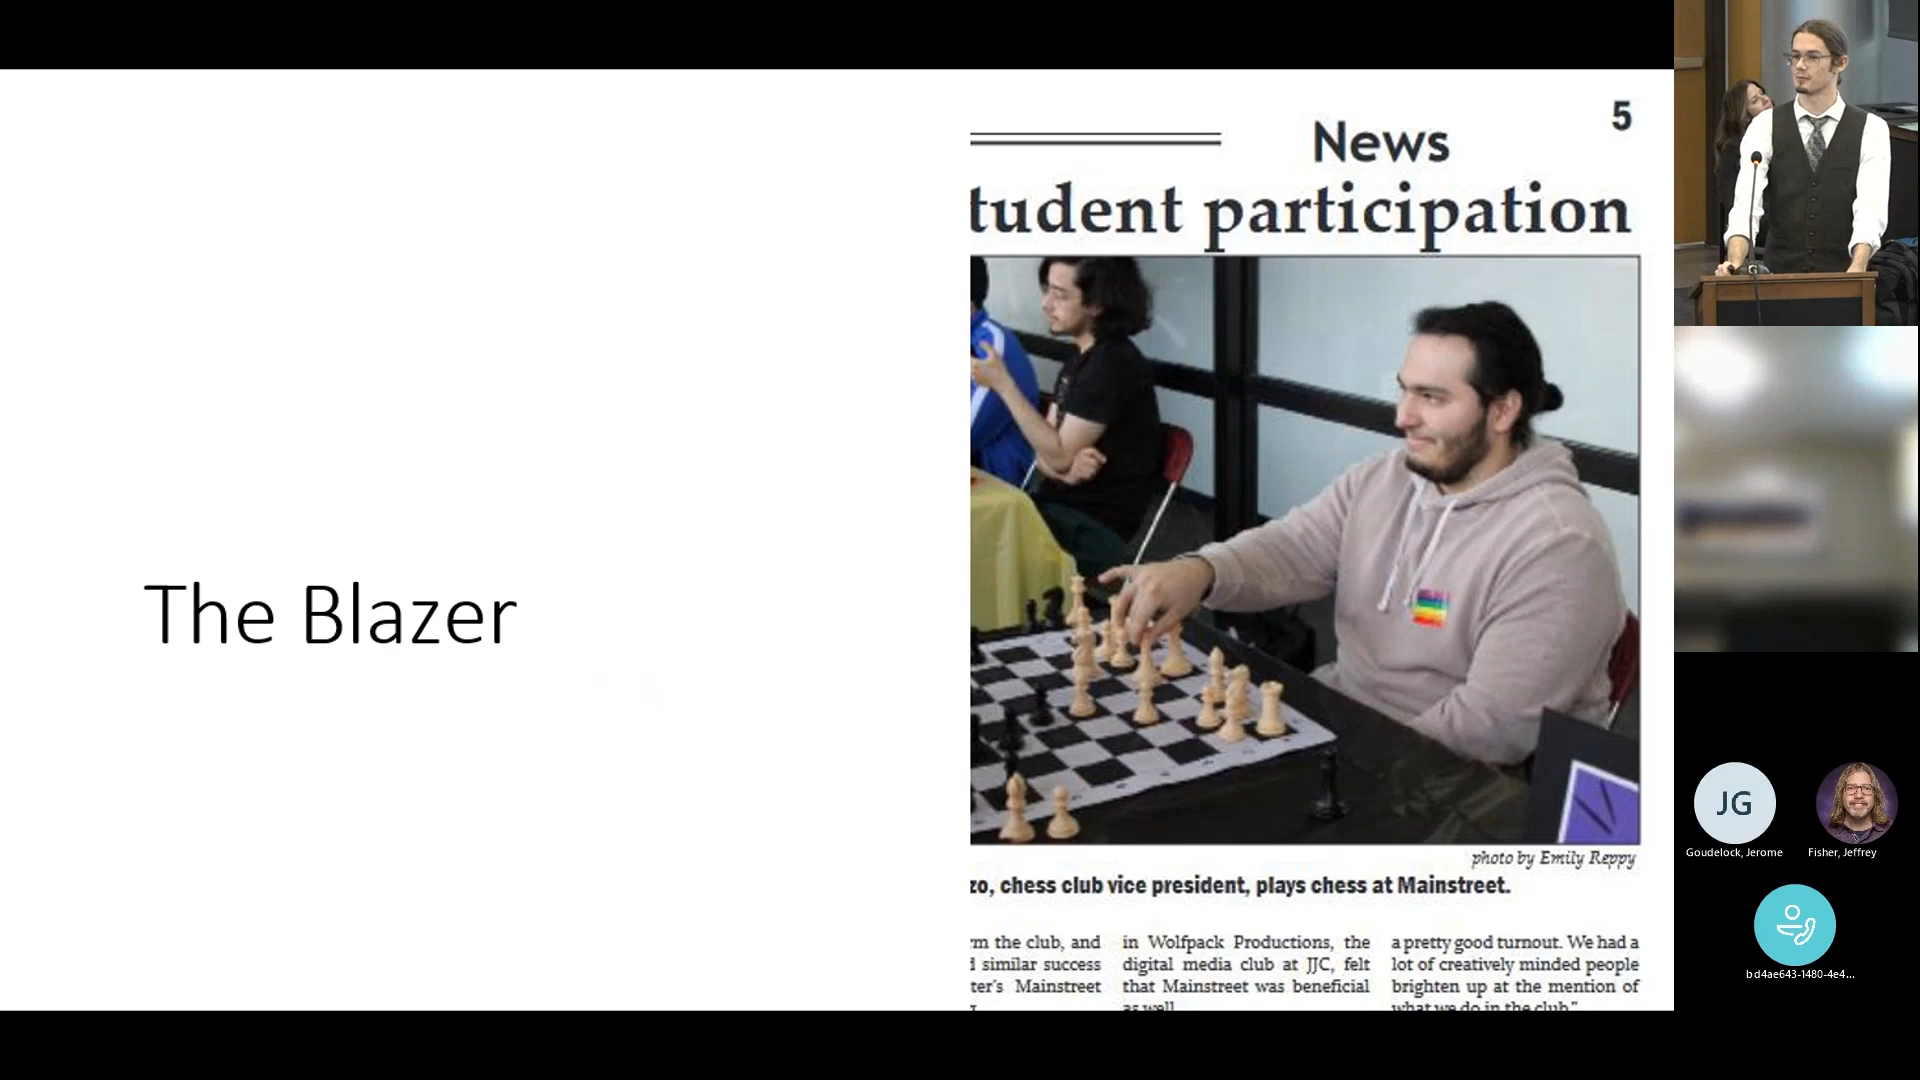 The Blazer
5
News
tudent participation
photo by Emily Reppy
zo, chess club vice president, plays chess at Mainstreet.
m the club, and
similar success
ter's Mainstreet
in Wolfpack Productions, the
digital media club at JJC, felt
that Mainstreet was beneficial
as well
a pretty good turnout. We had a
lot of creatively minded people
brighten up at the mention of
what we do in the club."
JG
Goudelock, Jerome
Fisher, Jeffrey
bd4ae643-1480-4e4...